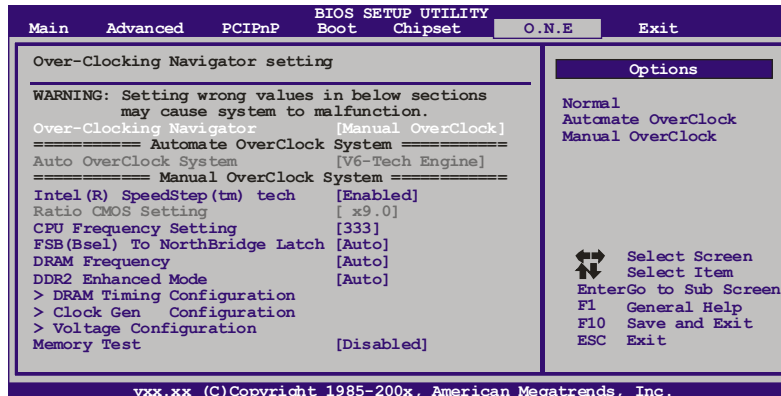 BIOS SETUP UTILITY
Main Advanced PCIPnP Boot Chipset O.N.E Exit
Over-Clocking Navigator setting
WARNING: Setting wrong values in below sections
may cause system to malfunction.
Over-Clocking Navigator [Manual OverClock]
=========== Automate OverClock System ===========
Auto OverClock System [V6-Tech Engine]
============ Manual OverClock System ===========
Intel(R) SpeedStep(tm) tech [Enabled]
Ratio CMOS Setting [ x9.0]
CPU Frequency Setting [333]
FSB(Bsel) To NorthBridge Latch [Auto]
DRAM Frequency [Auto]
DDR2 Enhanced Mode [Auto]
> DRAM Timing Configuration
> Clock Gen Configuration
> Voltage Configuration
Memory Test [Disabled]
Options
Normal
Automate OverClock
Manual OverClock
Select Screen
Select Item
EnterGo to Sub Screen
F1 General Help
F10 Save and Exit
ESC Exit
vxx.xx (C)Copyright 1985-200x, American Megatrends, Inc.